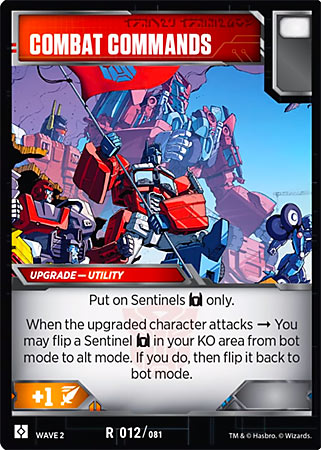 COMBAT COMMANDS
UPGRADE — UTILITY
Put on Sentinels only.
When the upgraded character attacks → You
may flip a Sentinel in your KO area from bot
mode to alt mode. If you do, then flip it back to
bot mode.
+1
WAVE 2 R 012/081 TM & © Hasbro. © Wizards.